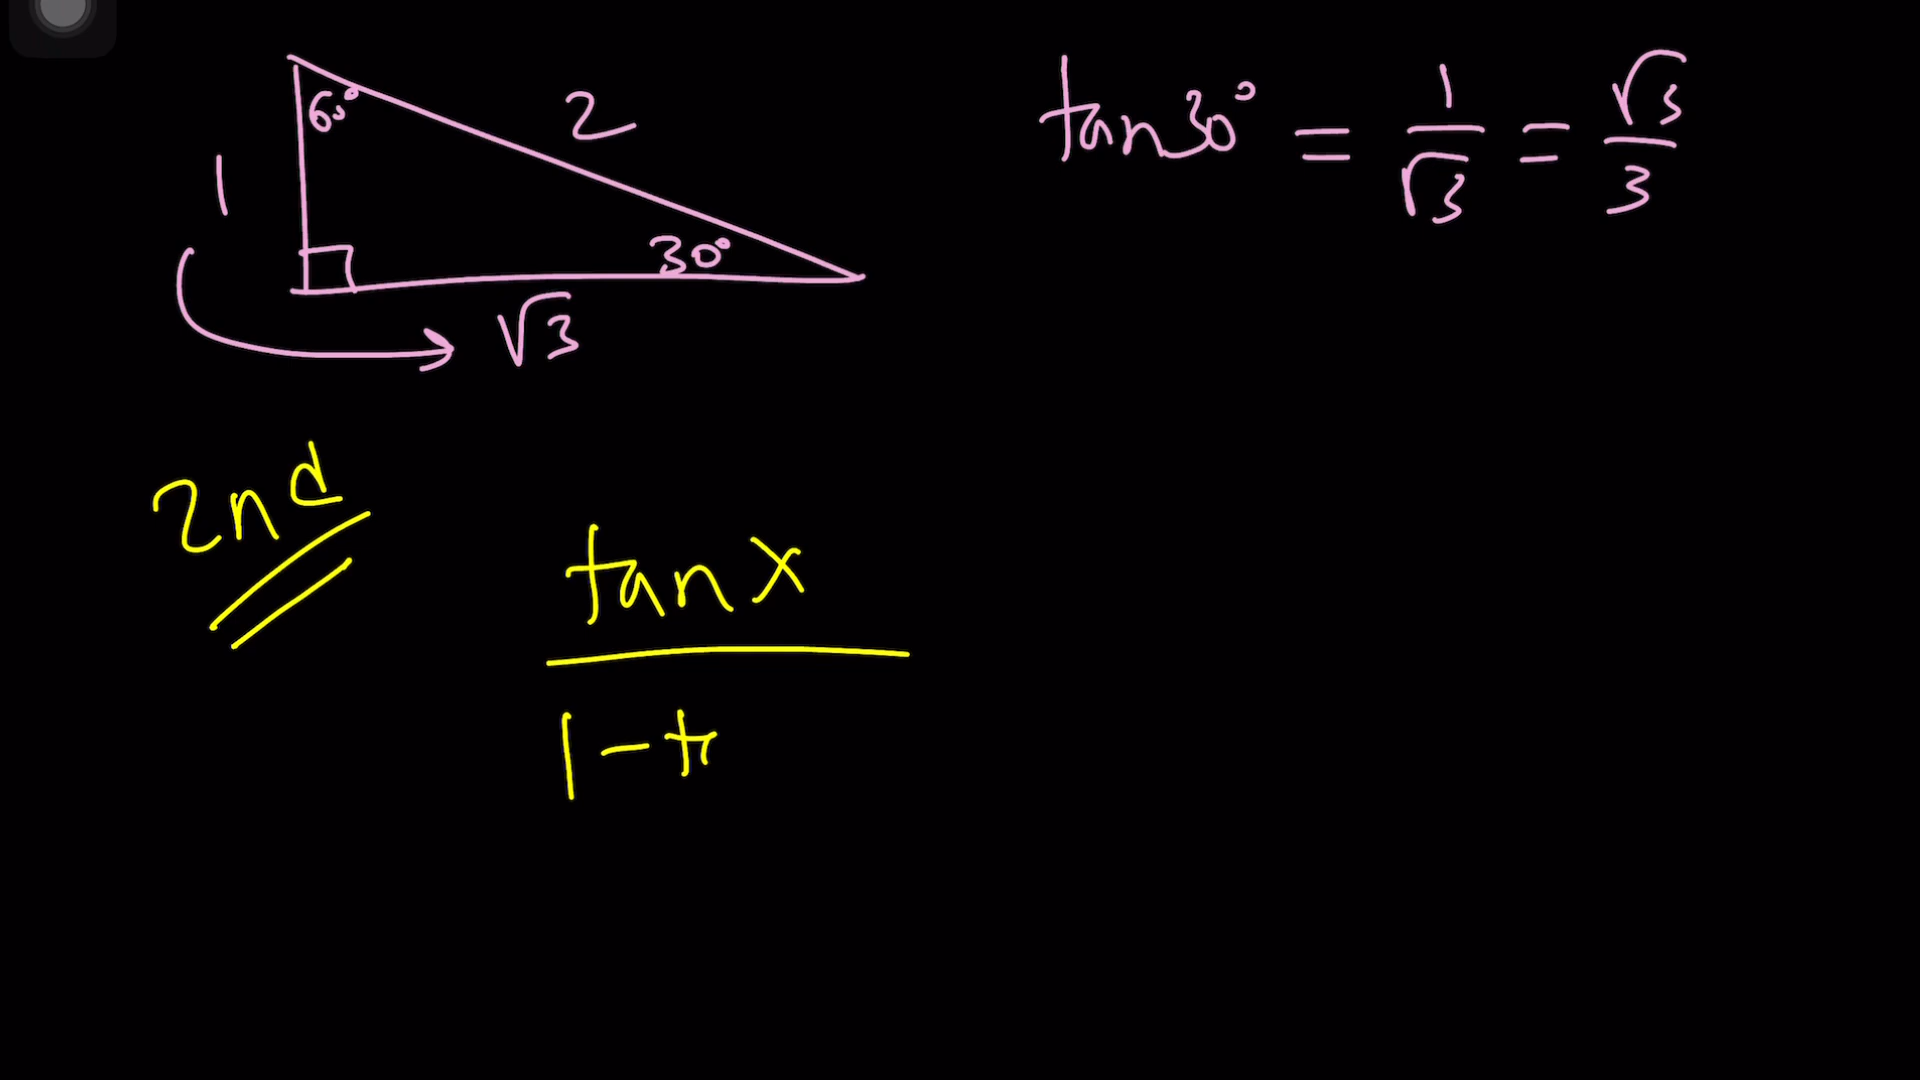 60°
2
1
30°
√3
tan30° = 1/√3 = √3/3
2nd
tan x
1 - t